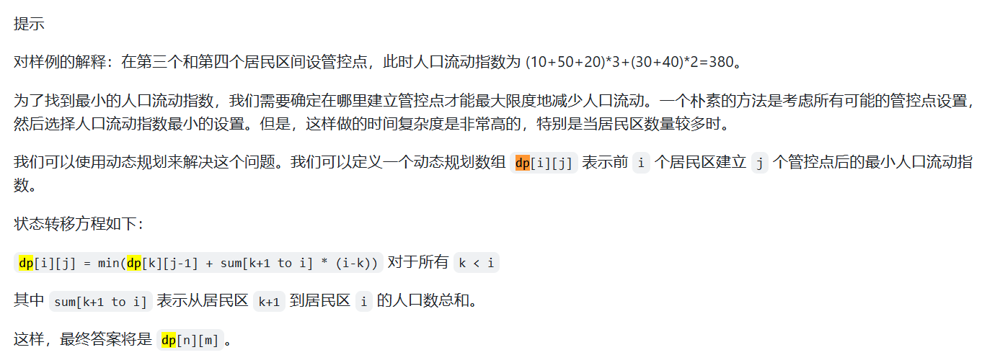 提示
对样例的解释：在第三个和第四个居民区间设管控点，此时人口流动指数为 (10+50+20)*3+(30+40)*2=380。
为了找到最小的人口流动指数，我们需要确定在哪里建立管控点才能最大限度地减少人口流动。一个朴素的方法是考虑所有可能的管控点设置，
然后选择人口流动指数最小的设置。但是，这样做的时间复杂度是非常高的，特别是当居民区数量较多时。
我们可以使用动态规划来解决这个问题。我们可以定义一个动态规划数组 dp[i][j] 表示前 i 个居民区建立 j 个管控点后的最小人口流动指
数。
状态转移方程如下：
dp[i][j] = min(dp[k][j-1] + sum[k+1 to i] * (i-k)) 对于所有 k < i
其中 sum[k+1 to i] 表示从居民区 k+1 到居民区 i 的人口数总和。
这样，最终答案将是 dp[n][m]。